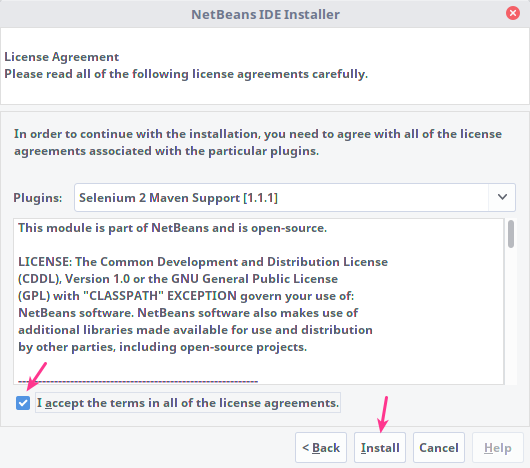 NetBeans IDE Installer
License Agreement
Please read all of the following license agreements carefully.
In order to continue with the installation, you need to agree with all of the license
agreements associated with the particular plugins.
Plugins: Selenium 2 Maven Support [1.1.1]
This module is part of NetBeans and is open-source.
LICENSE: The Common Development and Distribution License
(CDDL), Version 1.0 or the GNU General Public License
(GPL) with "CLASSPATH" EXCEPTION govern your use of:
NetBeans software. NetBeans software also makes use of
additional libraries made available for use and distribution
by other parties, including open-source projects.
------------------------------------------------------------
I accept the terms in all of the license agreements.
< Back Install Cancel Help